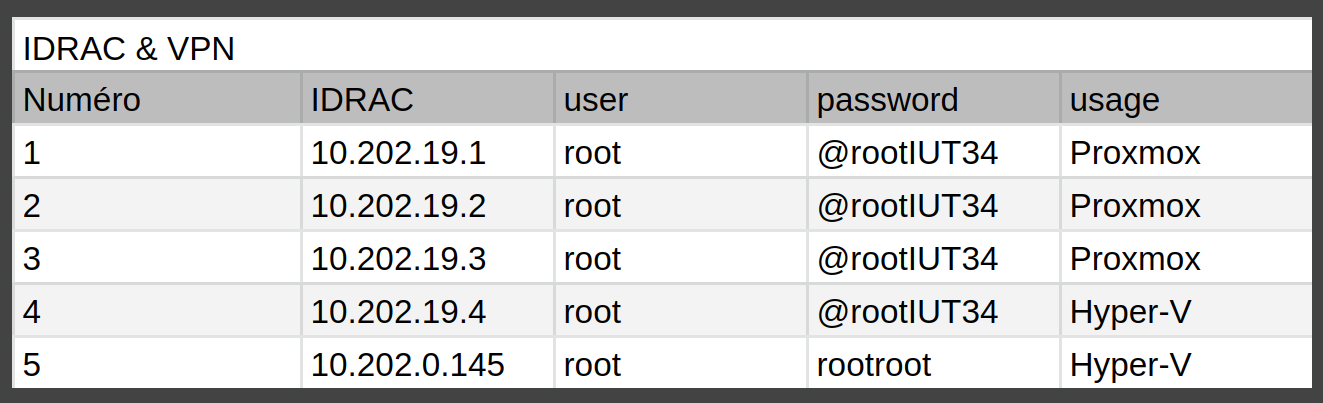 IDRAC & VPN
Numéro IDRAC user password usage
1 10.202.19.1 root @rootIUT34 Proxmox
2 10.202.19.2 root @rootIUT34 Proxmox
3 10.202.19.3 root @rootIUT34 Proxmox
4 10.202.19.4 root @rootIUT34 Hyper-V
5 10.202.0.145 root rootroot Hyper-V